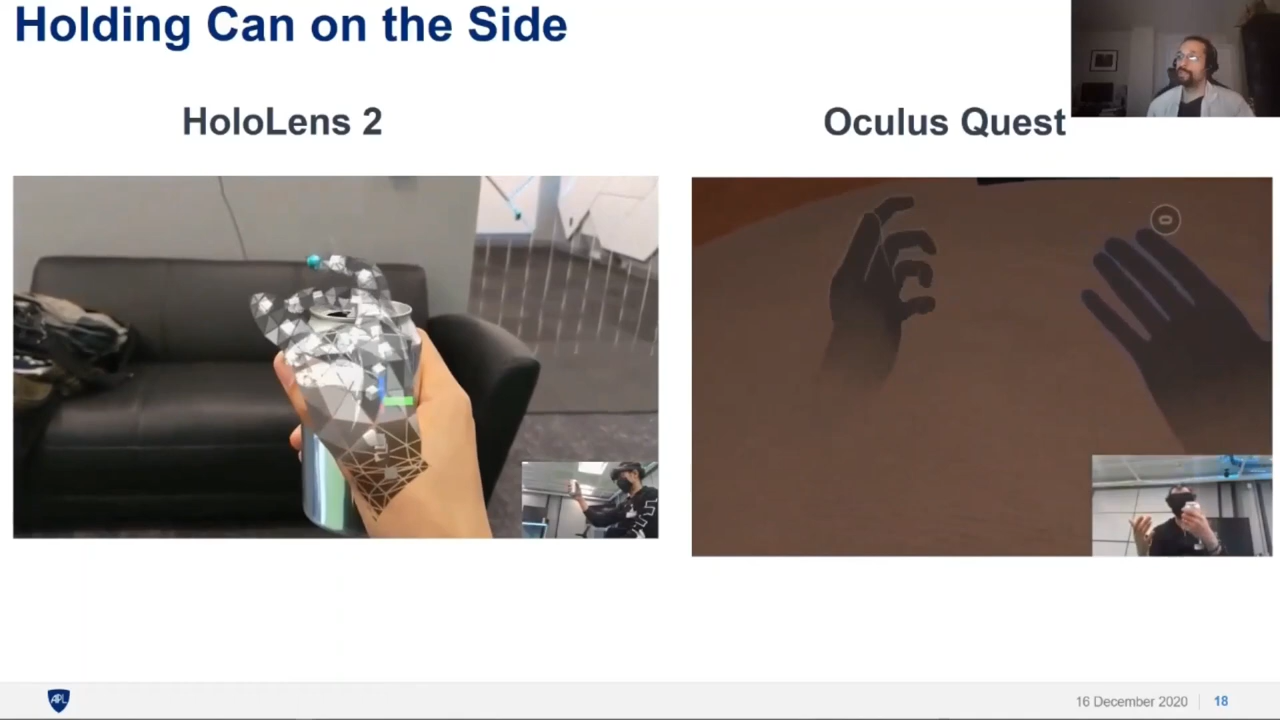 Holding Can on the Side
HoloLens 2
Oculus Quest
APL
16 December 2020
18